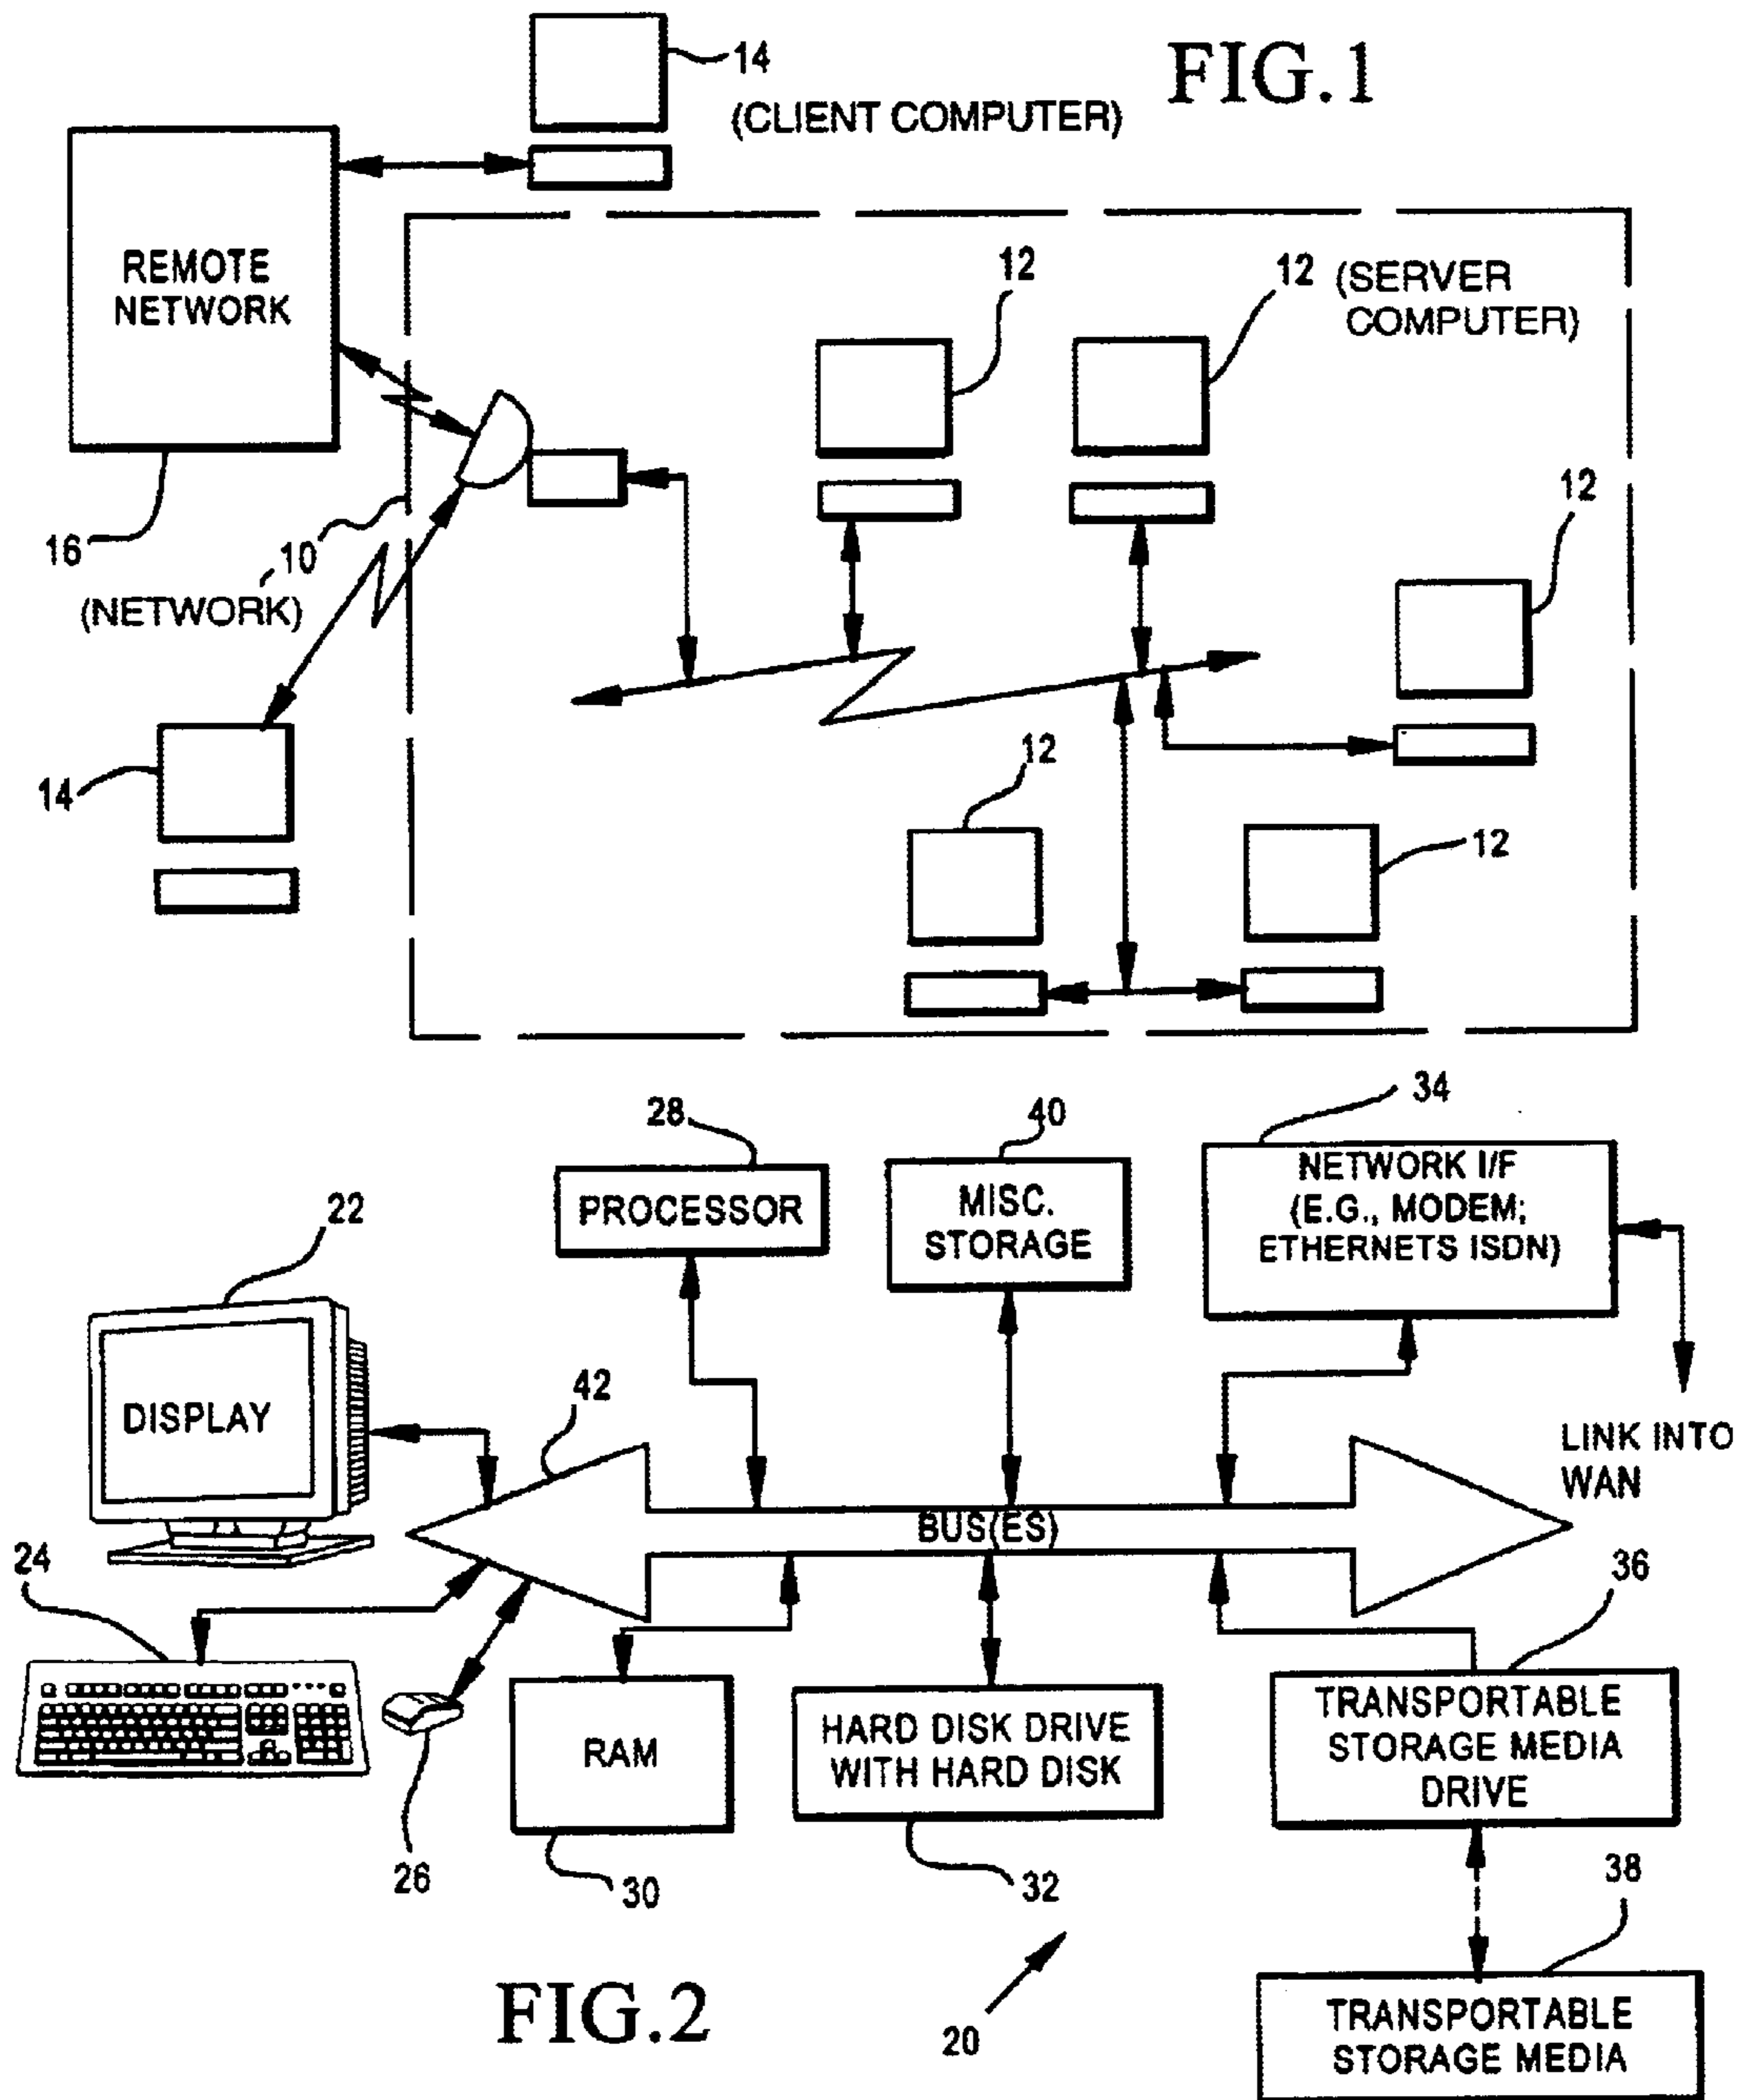 FIG.1
14
(CLIENT COMPUTER)
REMOTE
NETWORK
12
12
(SERVER
COMPUTER)
12
16
10
(NETWORK)
14
12
12
28
40
34
PROCESSOR
MISC.
STORAGE
NETWORK I/F
(E.G., MODEM;
ETHERNETS ISDN)
22
DISPLAY
42
LINK INTO
WAN
BUS(ES)
24
36
RAM
HARD DISK DRIVE
WITH HARD DISK
TRANSPORTABLE
STORAGE MEDIA
DRIVE
26
30
32
38
FIG.2
20
TRANSPORTABLE
STORAGE MEDIA